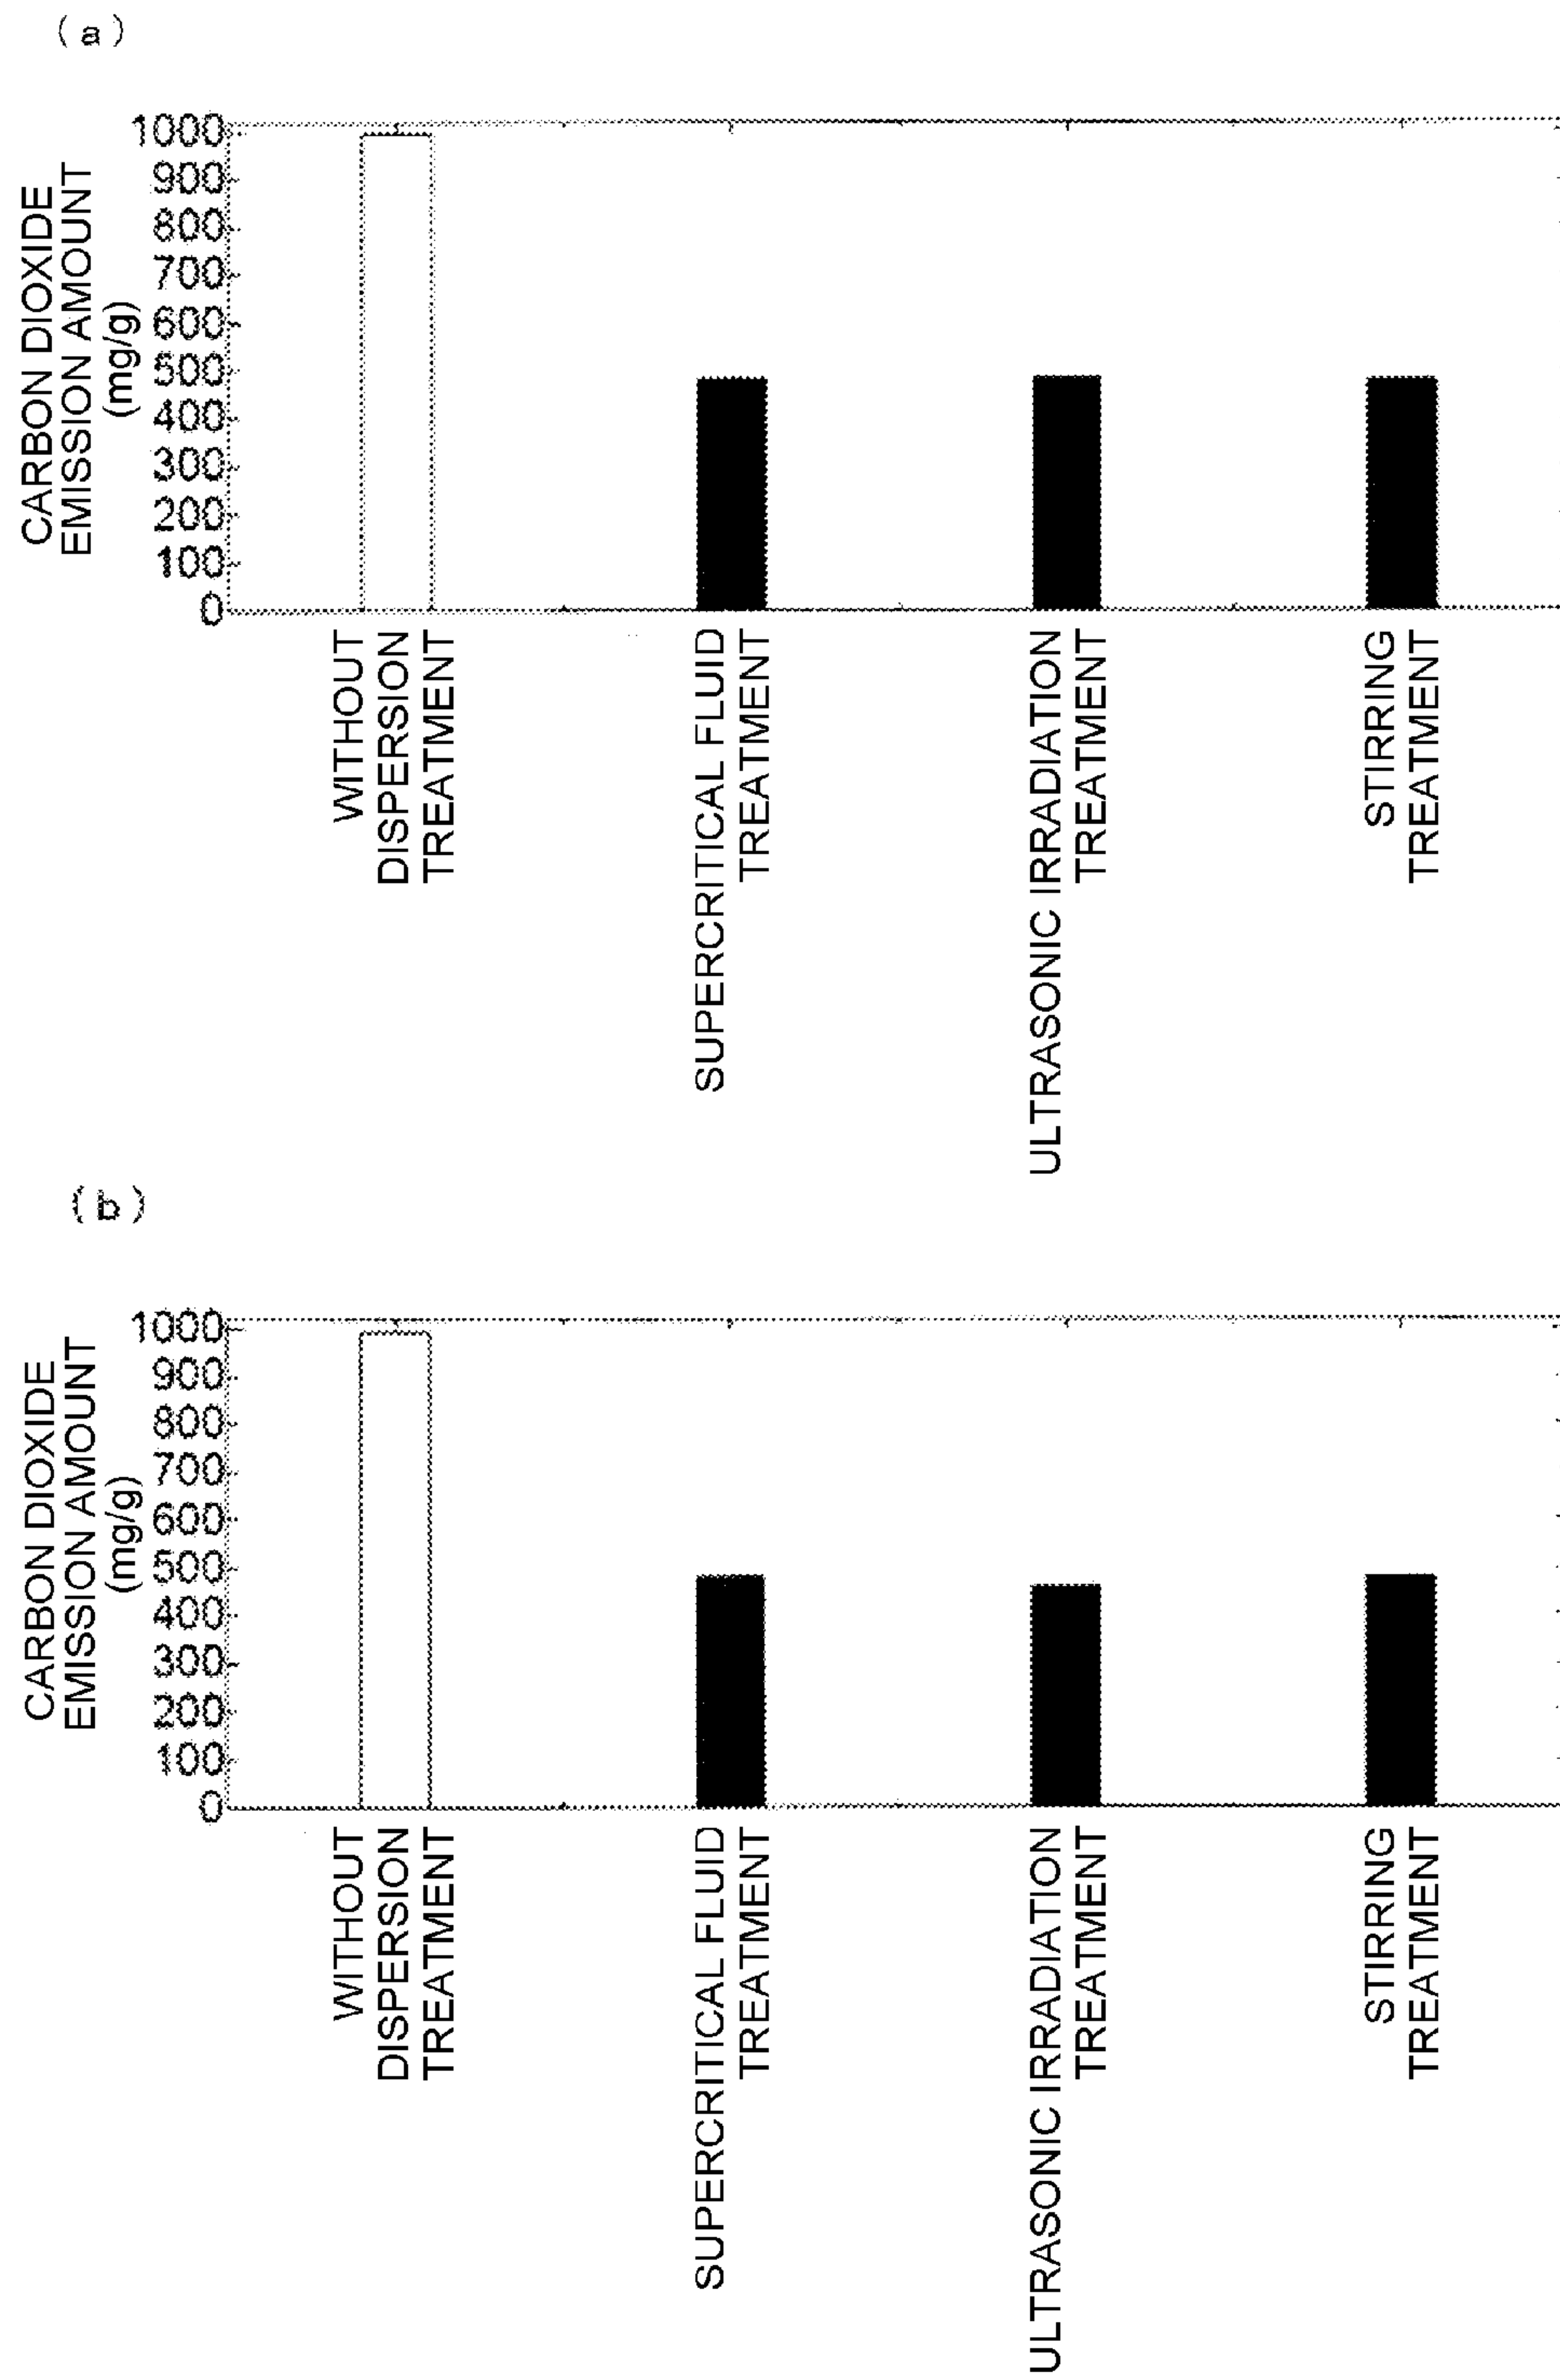 (a)
CARBON DIOXIDE
EMISSION AMOUNT
(mg/g)
1000
900
800
700
600
500
400
300
200
100
0
WITHOUT
DISPERSION
TREATMENT
SUPERCRITICAL FLUID
TREATMENT
ULTRASONIC IRRADIATION
TREATMENT
STIRRING
TREATMENT
(b)
CARBON DIOXIDE
EMISSION AMOUNT
(mg/g)
1000
900
800
700
600
500
400
300
200
100
0
WITHOUT
DISPERSION
TREATMENT
SUPERCRITICAL FLUID
TREATMENT
ULTRASONIC IRRADIATION
TREATMENT
STIRRING
TREATMENT